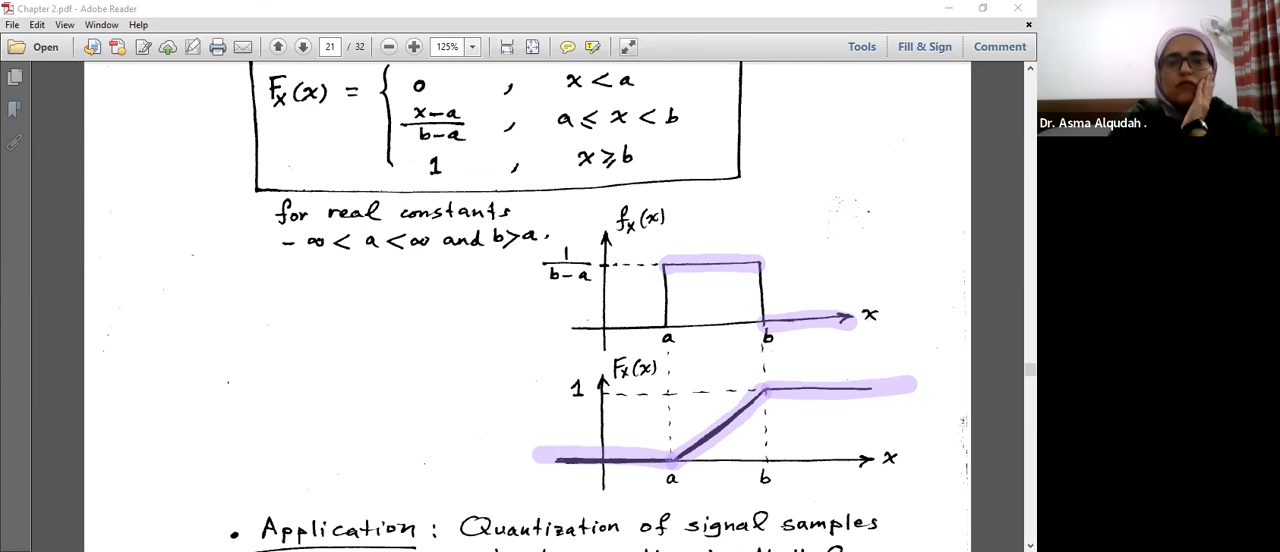 Chapter 2.pdf - Adobe Reader
File Edit View Window Help
Open 21 / 32 125% Tools Fill & Sign Comment
Dr. Asma Alqudah .
Fx(x) = { 0 , x < a
x-a / b-a , a ≤ x < b
1 , x ≥ b
for real constants
- ∞ < a < ∞ and b > a.
fx(x)
1 / b-a
x
a b
Fx(x)
1
x
a b
• Application : Quantization of signal samples